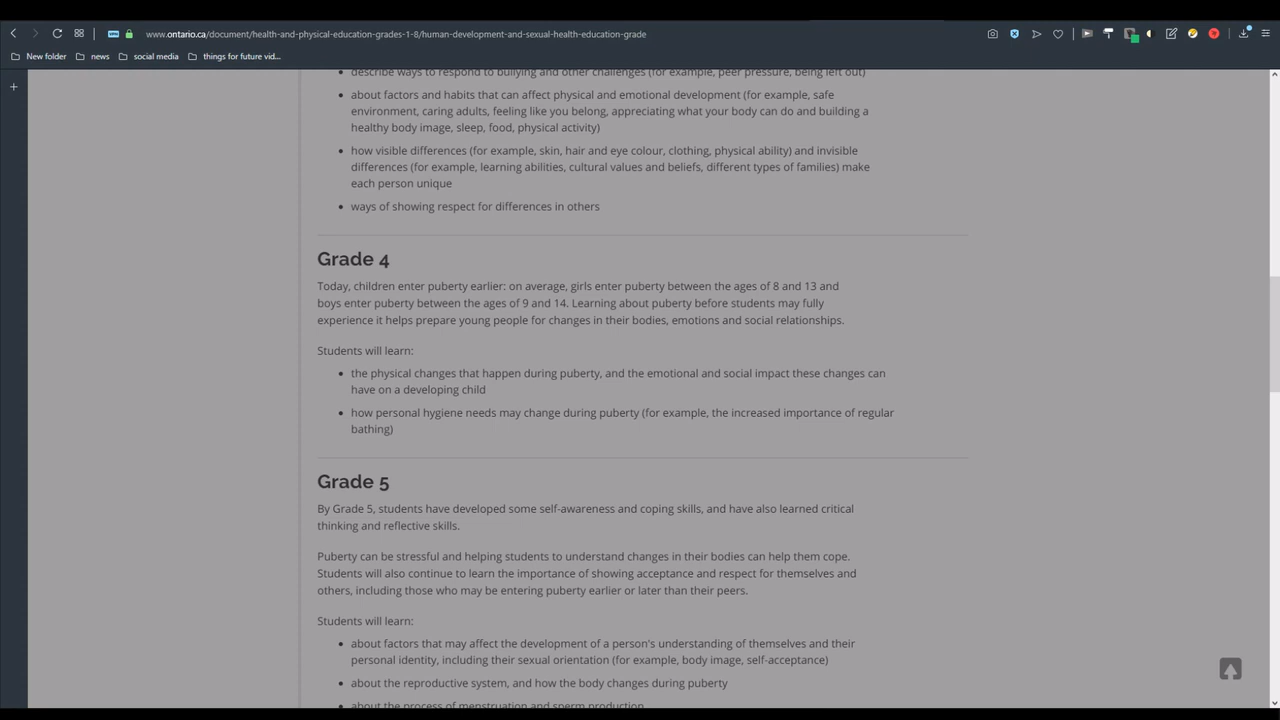 www.ontario.ca/document/health-and-physical-education-grades-1-8/human-development-and-sexual-health-education-grade
VPN
New folder
news
social media
things for future vid...
describe ways to respond to bullying and other challenges (for example, peer pressure, being left out)
about factors and habits that can affect physical and emotional development (for example, safe
environment, caring adults, feeling like you belong, appreciating what your body can do and building a
healthy body image, sleep, food, physical activity)
how visible differences (for example, skin, hair and eye colour, clothing, physical ability) and invisible
differences (for example, learning abilities, cultural values and beliefs, different types of families) make
each person unique
ways of showing respect for differences in others
Grade 4
Today, children enter puberty earlier: on average, girls enter puberty between the ages of 8 and 13 and
boys enter puberty between the ages of 9 and 14. Learning about puberty before students may fully
experience it helps prepare young people for changes in their bodies, emotions and social relationships.
Students will learn:
the physical changes that happen during puberty, and the emotional and social impact these changes can
have on a developing child
how personal hygiene needs may change during puberty (for example, the increased importance of regular
bathing)
Grade 5
By Grade 5, students have developed some self-awareness and coping skills, and have also learned critical
thinking and reflective skills.
Puberty can be stressful and helping students to understand changes in their bodies can help them cope.
Students will also continue to learn the importance of showing acceptance and respect for themselves and
others, including those who may be entering puberty earlier or later than their peers.
Students will learn:
about factors that may affect the development of a person's understanding of themselves and their
personal identity, including their sexual orientation (for example, body image, self-acceptance)
about the reproductive system, and how the body changes during puberty
about the process of menstruation and sperm production